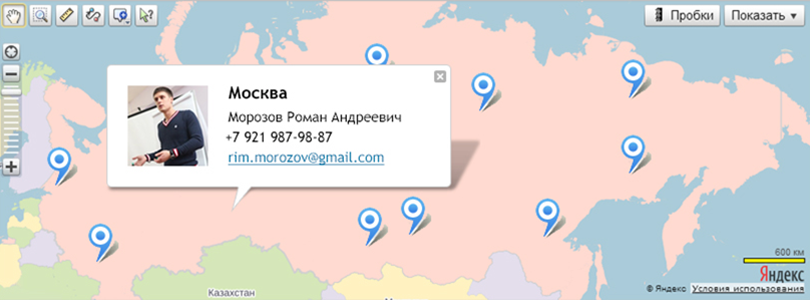 Пробки
Показать
Москва
Морозов Роман Андреевич
+7 921 987-98-87
rim.morozov@gmail.com
Казахстан
600 км
Яндекс
© Яндекс Условия использования